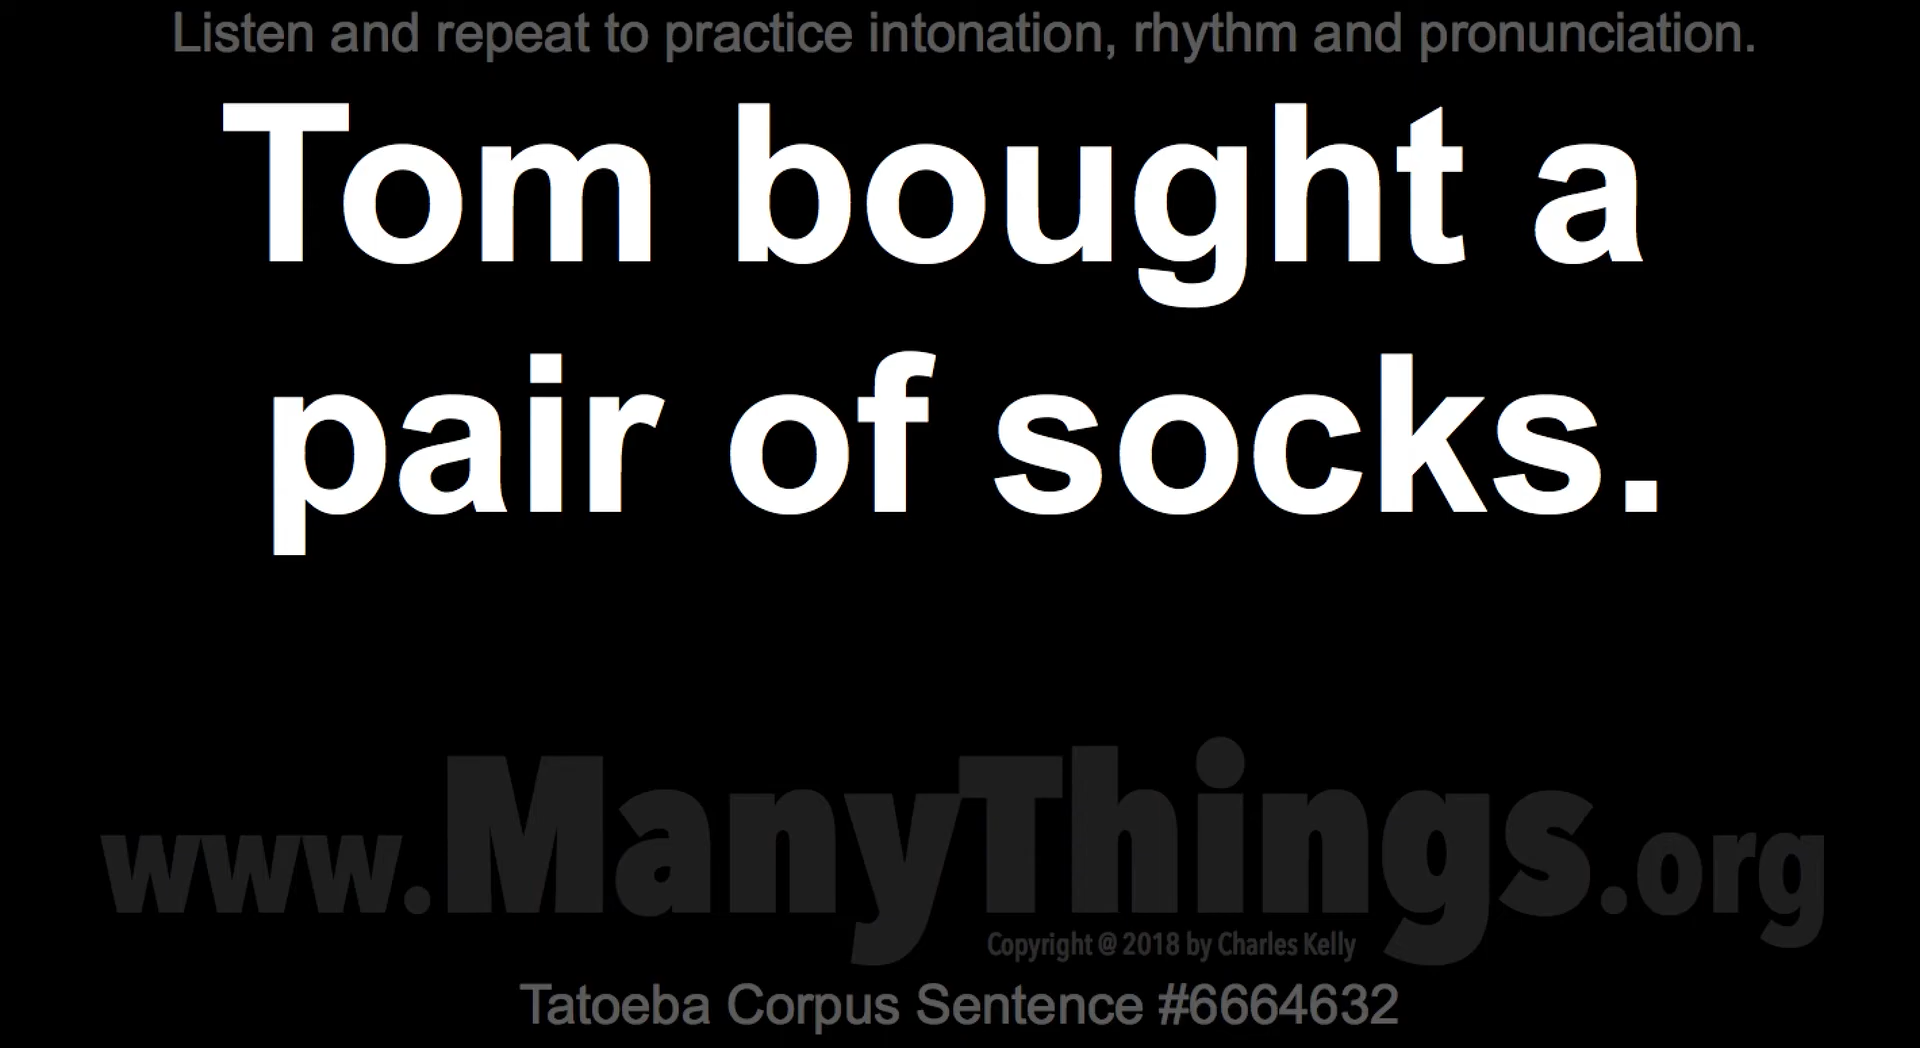 Listen and repeat to practice intonation, rhythm and pronunciation.
Tom bought a
pair of socks.
www.ManyThings.org
Copyright @ 2018 by Charles Kelly
Tatoeba Corpus Sentence #6664632